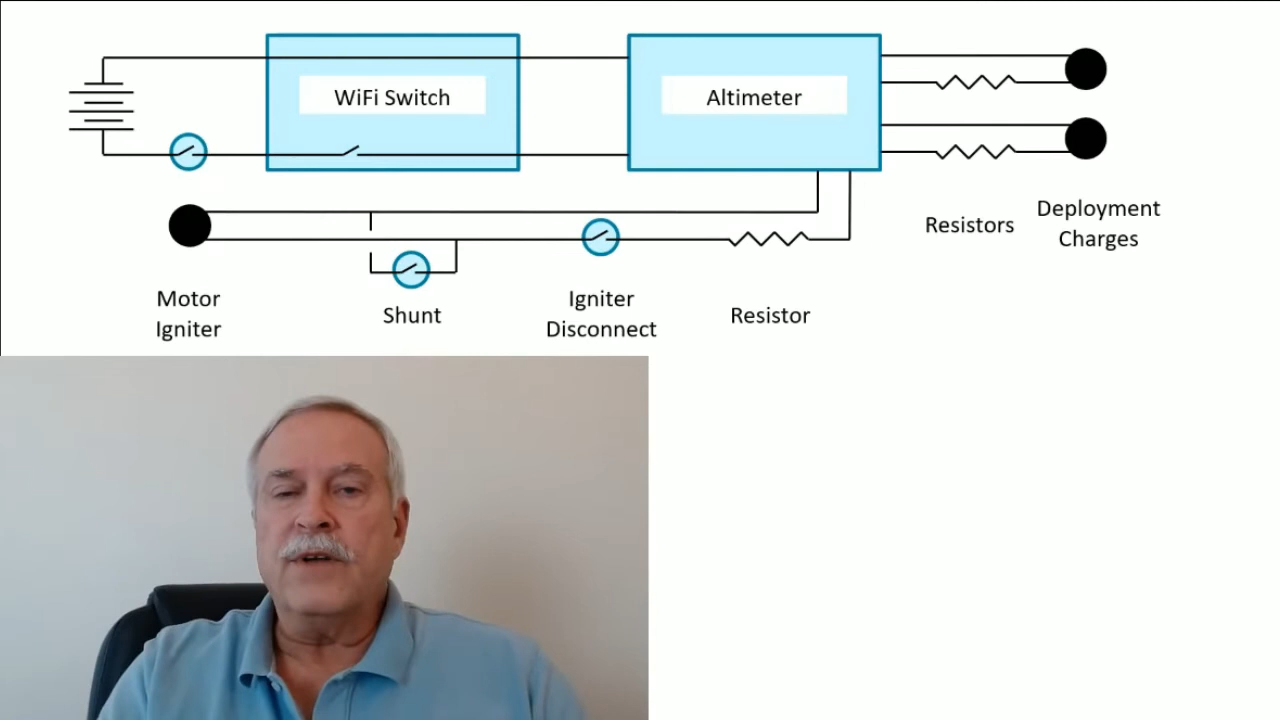 WiFi Switch
Altimeter
Resistors
Deployment
Charges
Motor
Igniter
Shunt
Igniter
Disconnect
Resistor